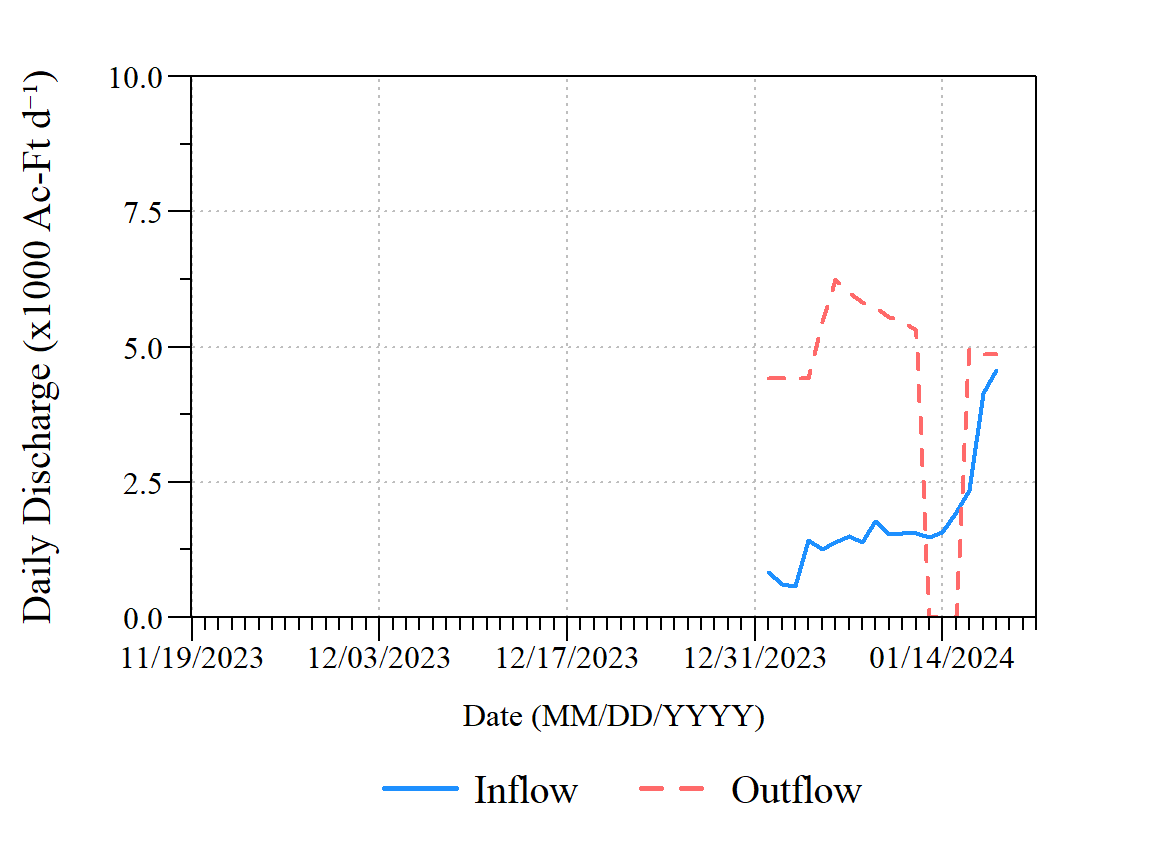 Daily Discharge (x1000 Ac-Ft d⁻¹)
10.0
7.5
5.0
2.5
0.0
11/19/2023 12/03/2023 12/17/2023 12/31/2023 01/14/2024
Date (MM/DD/YYYY)
Inflow Outflow